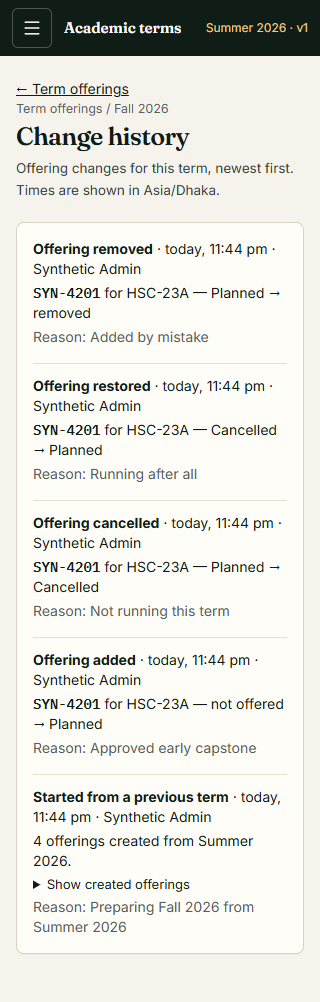 Academic terms
Summer 2026 · v1
← Term offerings
Term offerings / Fall 2026
Change history
Offering changes for this term, newest first.
Times are shown in Asia/Dhaka.
Offering removed · today, 11:44 pm ·
Synthetic Admin
SYN-4201 for HSC-23A — Planned →
removed
Reason: Added by mistake
Offering restored · today, 11:44 pm ·
Synthetic Admin
SYN-4201 for HSC-23A — Cancelled
→ Planned
Reason: Running after all
Offering cancelled · today, 11:44 pm ·
Synthetic Admin
SYN-4201 for HSC-23A — Planned →
Cancelled
Reason: Not running this term
Offering added · today, 11:44 pm ·
Synthetic Admin
SYN-4201 for HSC-23A — not offered
→ Planned
Reason: Approved early capstone
Started from a previous term · today,
11:44 pm · Synthetic Admin
4 offerings created from Summer
2026.
▶ Show created offerings
Reason: Preparing Fall 2026 from
Summer 2026